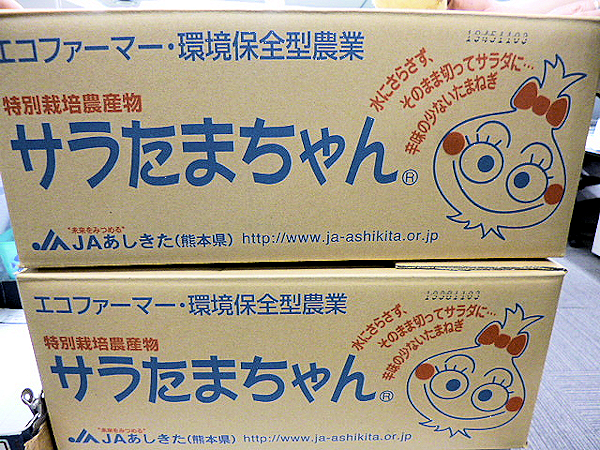 エコファーマー・環境保全型農業
19451103
特別栽培農産物
水にさらさず、
そのまま切ってサラダに…
辛味の少ないたまねぎ
サラたまちゃん®
"未来をみつめる"
JAあしきた(熊本県) http://www.ja-ashikita.or.jp
エコファーマー・環境保全型農業
特別栽培農産物
水にさらさず、
そのまま切ってサラダに…
辛味の少ないたまねぎ
サラたまちゃん®
"未来をみつめる"
JAあしきた(熊本県) http://www.ja-ashikita.or.jp